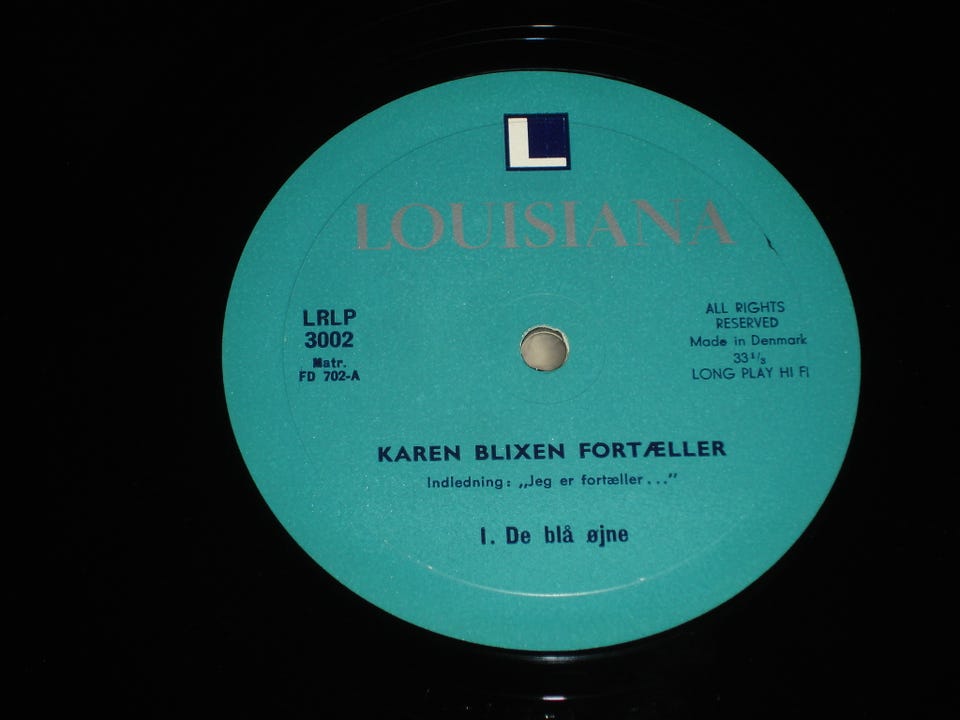 L
LOUISIANA
LRLP
3002
Matr.
FD 702-A
ALL RIGHTS
RESERVED
Made in Denmark
33 1/3
LONG PLAY HI FI
KAREN BLIXEN FORTÆLLER
Indledning: „Jeg er fortæller..."
1. De blå øjne